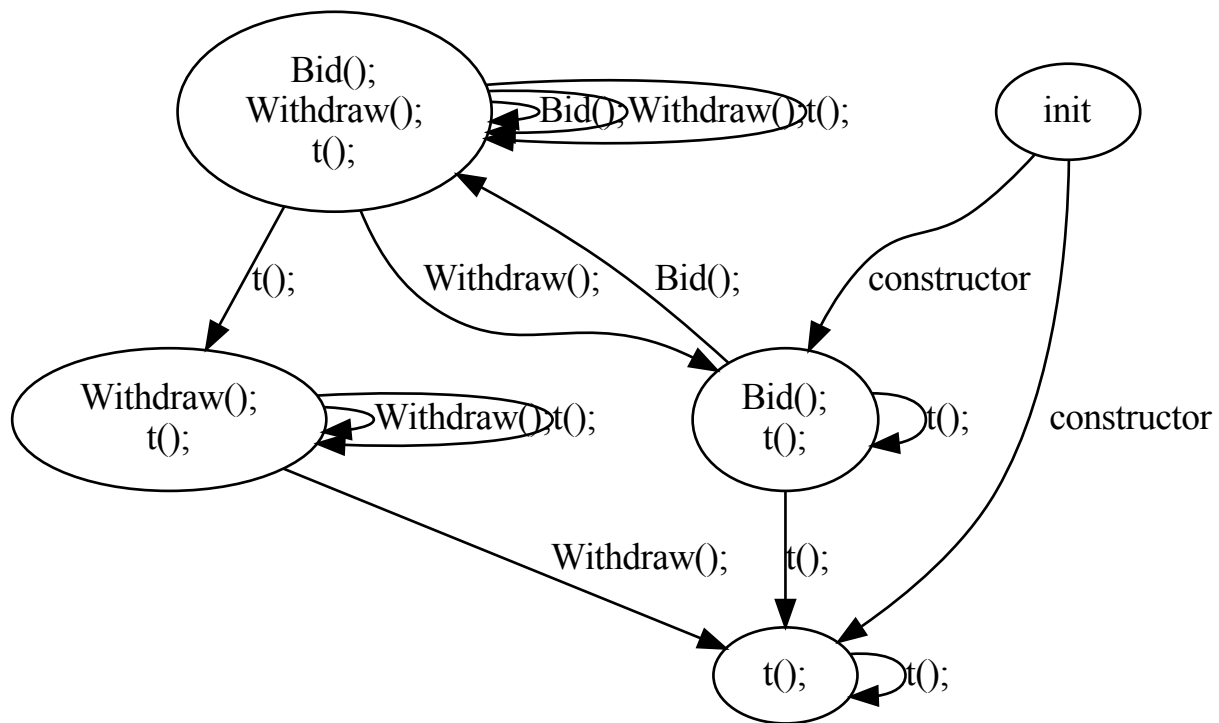 Bid();
Withdraw();
t();
Bid();
Withdraw();
t();
init
t();
Withdraw();
Bid();
constructor
constructor
Withdraw();
t();
Withdraw();
t();
Bid();
t();
t();
Withdraw();
t();
t();
t();